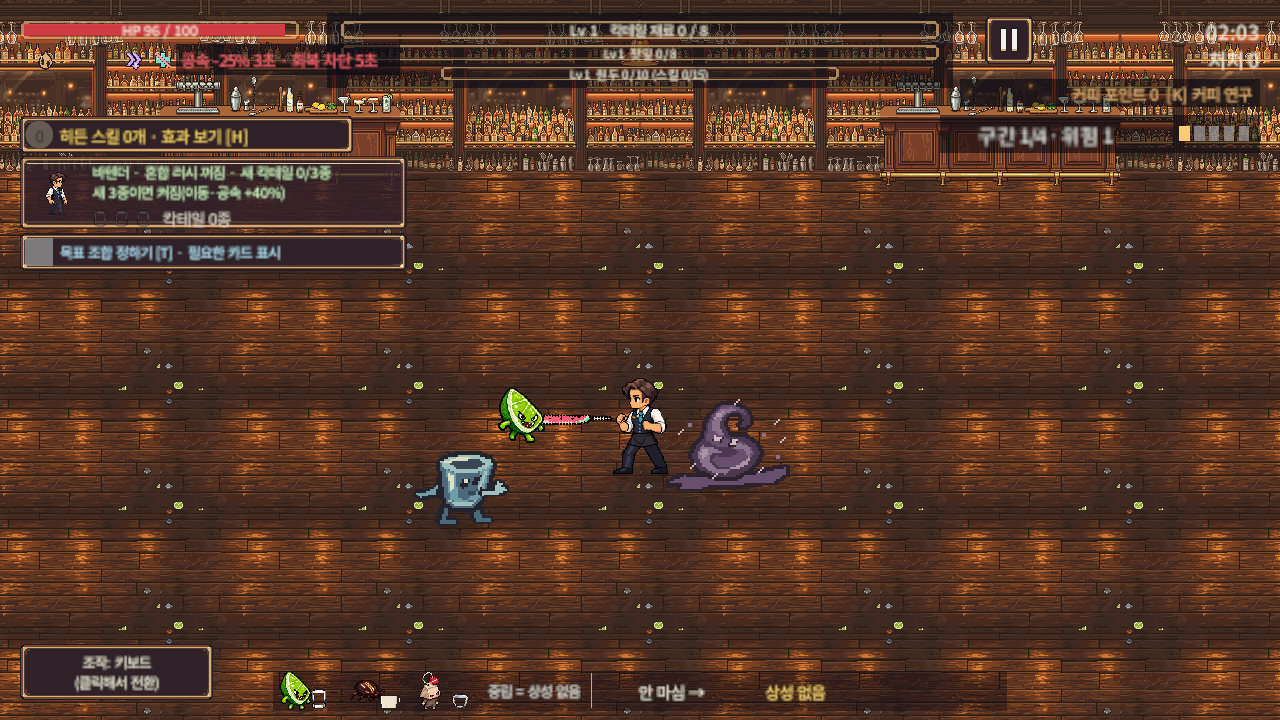 HP 96 / 100
공속 -25% 3초 · 회복 차단 5초
Lv 1 칵테일 재료 0 / 8
Lv1 맛잉 0/8
Lv1 원두 0/10 (스킬 0/15)
02:03
처치 0
커피 포인트 0 [K] 커피 연구
구간 1/4 · 위험 1
히든 스킬 0개 · 효과 보기 [H]
바텐더 - 혼합 러시 꺼짐 - 새 칵테일 0/3종
새 3종이면 켜짐(이동·공속 +40%)
칵테일 0종
목표 조합 정하기 [T] - 필요한 카드 표시
조작: 키보드
(클릭해서 전환)
중립 = 상성 없음
안 마심 →
상성 없음